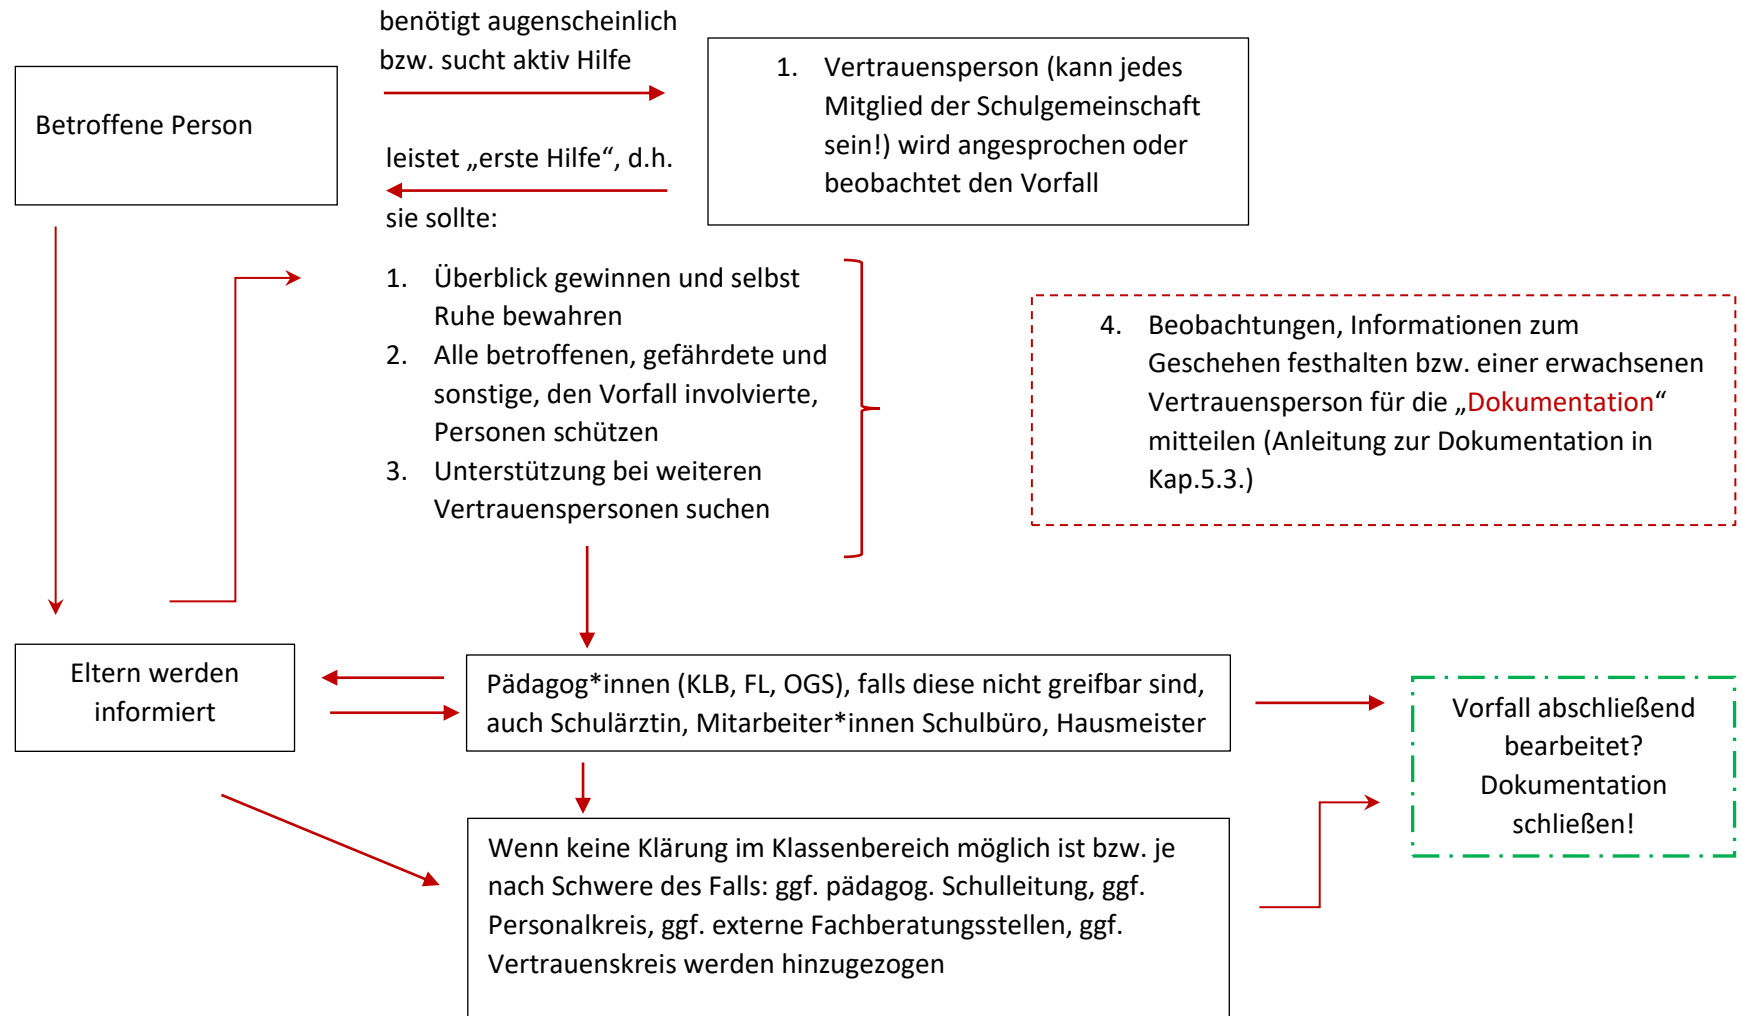 benötigt augenscheinlich
bzw. sucht aktiv Hilfe
Betroffene Person
1. Vertrauensperson (kann jedes
Mitglied der Schulgemeinschaft
sein!) wird angesprochen oder
beobachtet den Vorfall
leistet „erste Hilfe“, d.h.
sie sollte:
1. Überblick gewinnen und selbst
Ruhe bewahren
2. Alle betroffenen, gefährdete und
sonstige, den Vorfall involvierte,
Personen schützen
3. Unterstützung bei weiteren
Vertrauenspersonen suchen
4. Beobachtungen, Informationen zum
Geschehen festhalten bzw. einer erwachsenen
Vertrauensperson für die „Dokumentation“
mitteilen (Anleitung zur Dokumentation in
Kap.5.3.)
Eltern werden
informiert
Pädagog*innen (KLB, FL, OGS), falls diese nicht greifbar sind,
auch Schulärztin, Mitarbeiter*innen Schulbüro, Hausmeister
Vorfall abschließend
bearbeitet?
Dokumentation
schließen!
Wenn keine Klärung im Klassenbereich möglich ist bzw. je
nach Schwere des Falls: ggf. pädagog. Schulleitung, ggf.
Personalkreis, ggf. externe Fachberatungsstellen, ggf.
Vertrauenskreis werden hinzugezogen